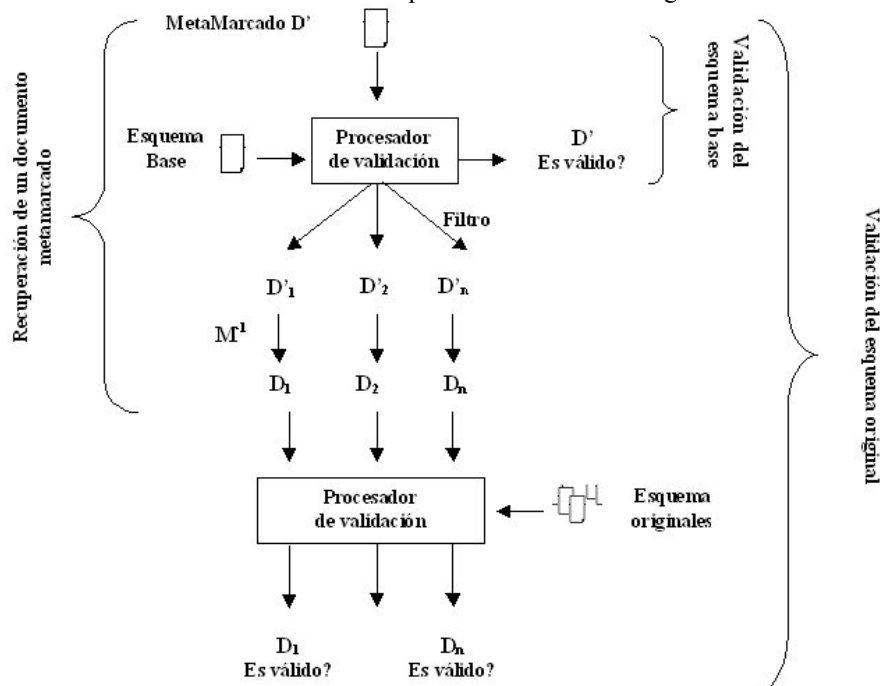 MetaMarcado D'
Validación del
esquema base
Recuperación de un documento
metamarcado
Esquema
Base
Procesador
de validación
D'
Es válido?
Filtro
Validación del esquema original
D'1
D'2
D'n
M1
D1
D2
Dn
Procesador
de validación
Esquema
originales
D1
Es válido?
Dn
Es válido?